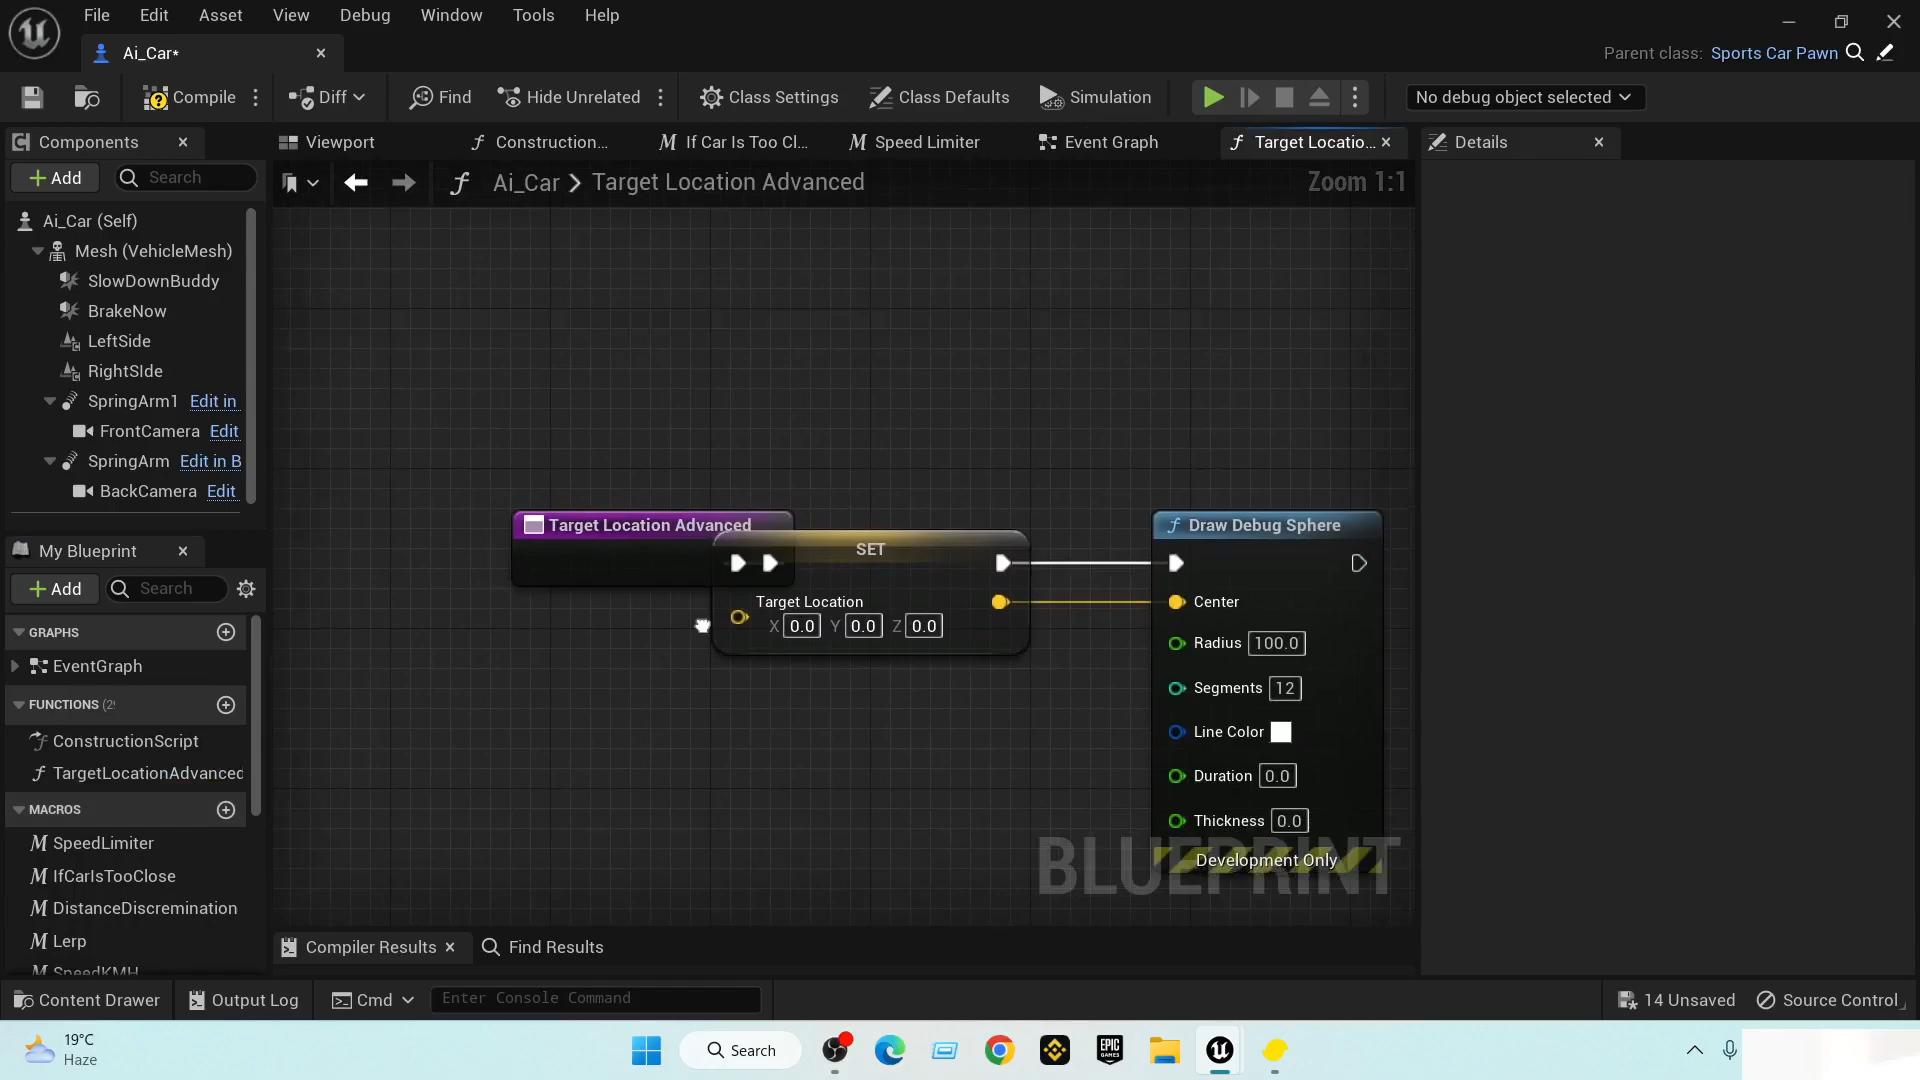 File Edit Asset View Debug Window Tools Help
Ai_Car*
Parent class: Sports Car Pawn
Compile Diff Find Hide Unrelated Class Settings Class Defaults Simulation No debug object selected
Components
Viewport Construction... If Car Is Too Cl... Speed Limiter Event Graph Target Locatio... Details
Add Search
Ai_Car > Target Location Advanced Zoom 1:1
Ai_Car (Self)
Mesh (VehicleMesh)
SlowDownBuddy
BrakeNow
LeftSide
RightSIde
SpringArm1 Edit in
FrontCamera Edit
SpringArm Edit in B
BackCamera Edit
My Blueprint
Add Search
GRAPHS
EventGraph
FUNCTIONS (2
ConstructionScript
TargetLocationAdvanced
MACROS
SpeedLimiter
IfCarIsTooClose
DistanceDiscremination
Lerp
SpeedKMH
Target Location Advanced
SET
Target Location
X 0.0 Y 0.0 Z 0.0
Draw Debug Sphere
Center
Radius 100.0
Segments 12
Line Color
Duration 0.0
Thickness 0.0
Development Only
BLUEPRINT
Compiler Results Find Results
Content Drawer Output Log Cmd Enter Console Command 14 Unsaved Source Control
19°C
Haze
Search
EPIC
GAMES